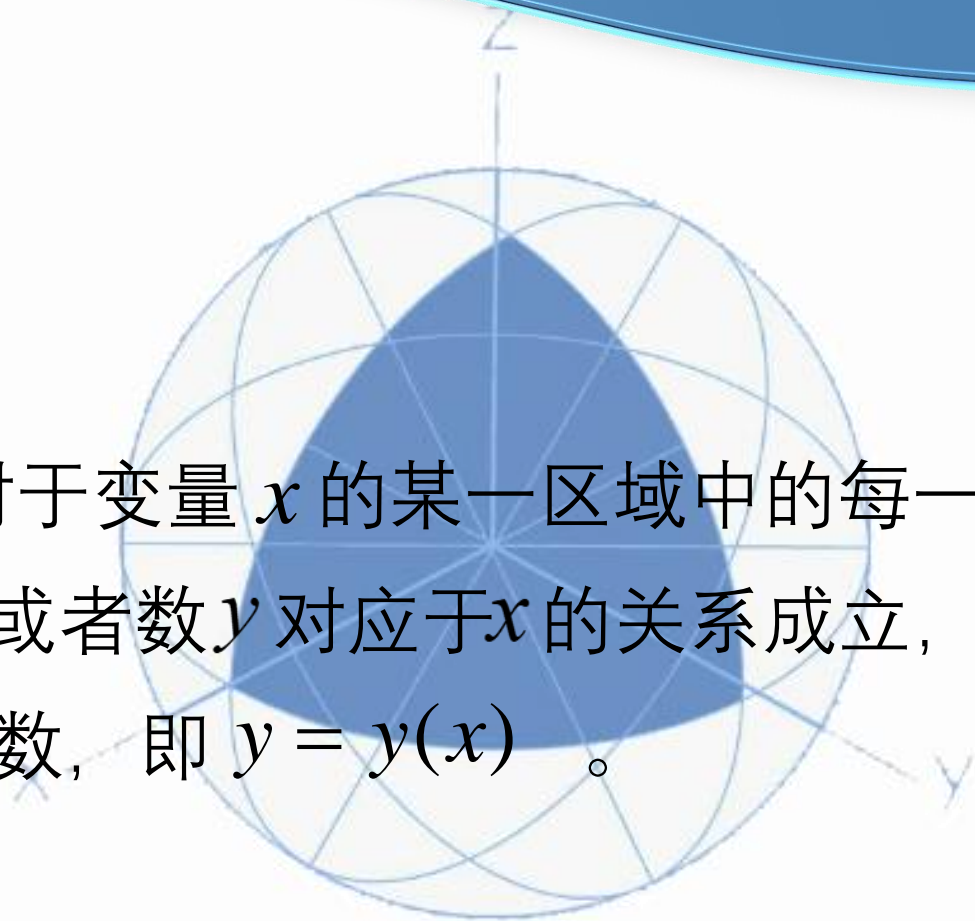 Z
对于变量 x 的某一区域中的每一
或者数 y 对应于 x 的关系成立，
数，即 y = y(x) 。
X
y